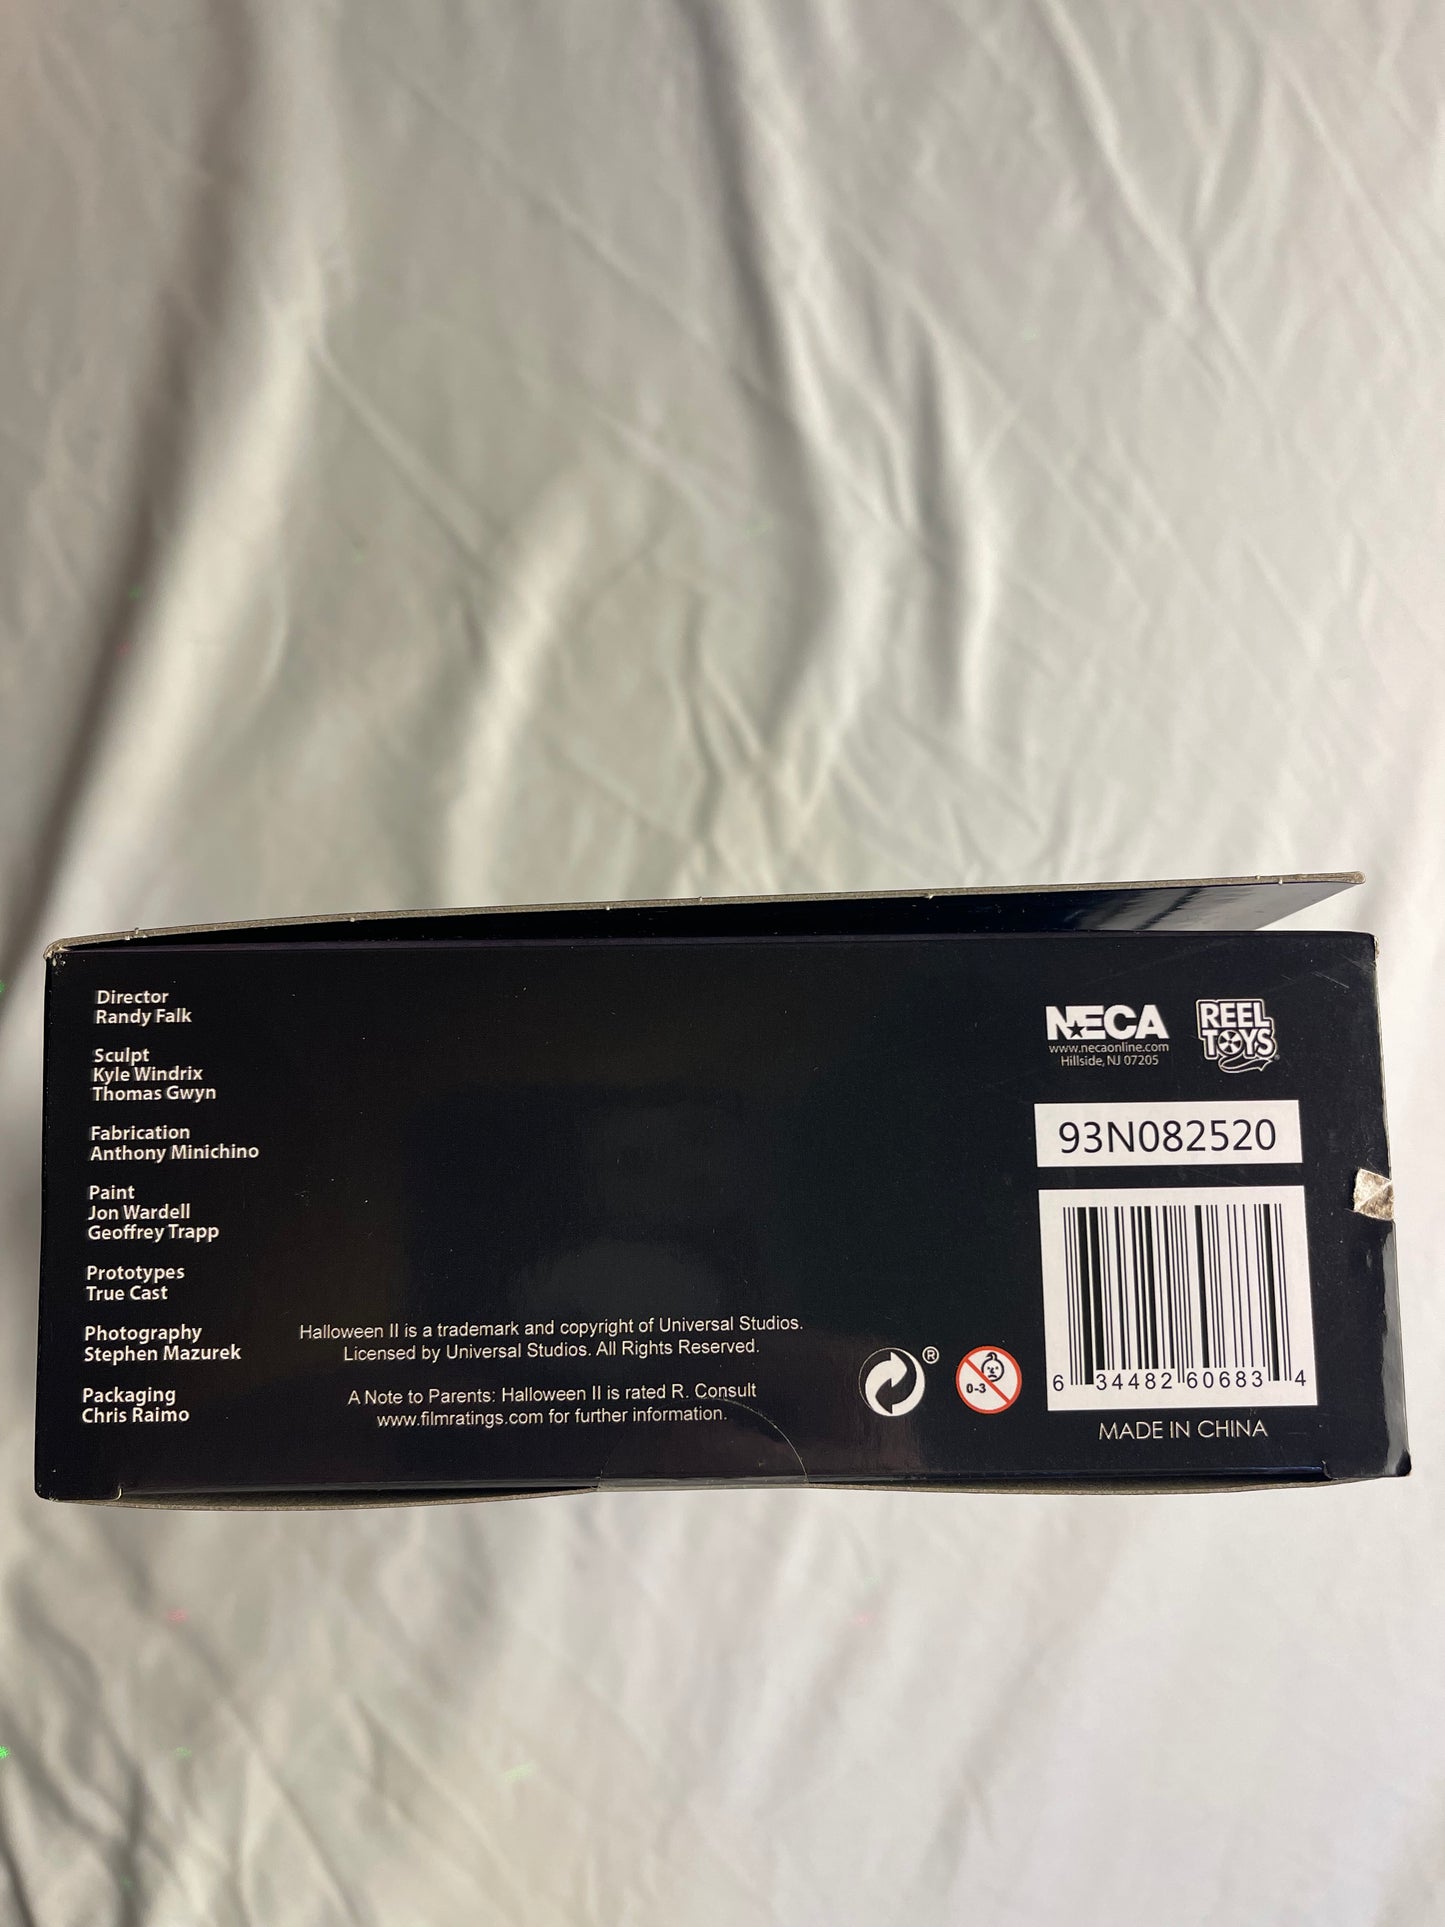 Director
Randy Falk
Sculpt
Kyle Windrix
Thomas Gwyn
Fabrication
Anthony Minichino
Paint
Jon Wardell
Geoffrey Trapp
Prototypes
True Cast
Photography
Stephen Mazurek
Packaging
Chris Raimo
Halloween II is a trademark and copyright of Universal Studios.
Licensed by Universal Studios. All Rights Reserved.
A Note to Parents: Halloween II is rated R. Consult
www.filmratings.com for further information.
®
0-3
NECA
www.necaonline.com
Hillside, NJ 07205
REEL
TOYS
93N082520
6 34482 60683 4
MADE IN CHINA